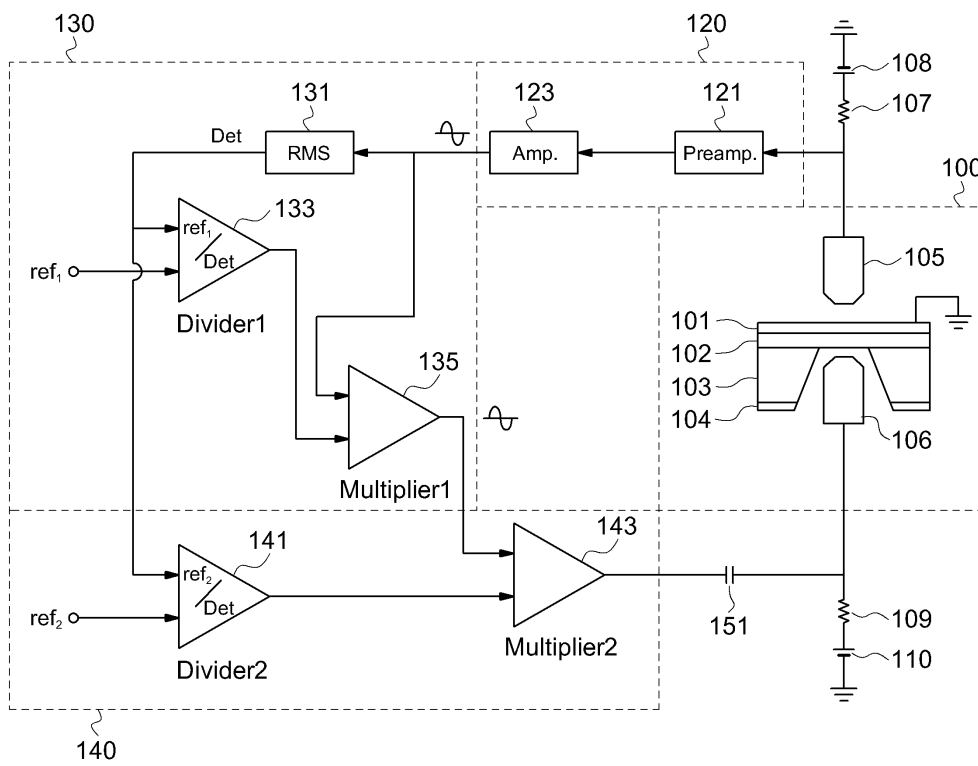 130
120
108
107
131
123
121
Det
RMS
Amp.
Preamp.
100
133
ref1
Det
ref1
Divider1
105
101
102
103
104
106
135
Multiplier1
143
141
ref2
Det
ref2
Divider2
Multiplier2
151
109
110
140